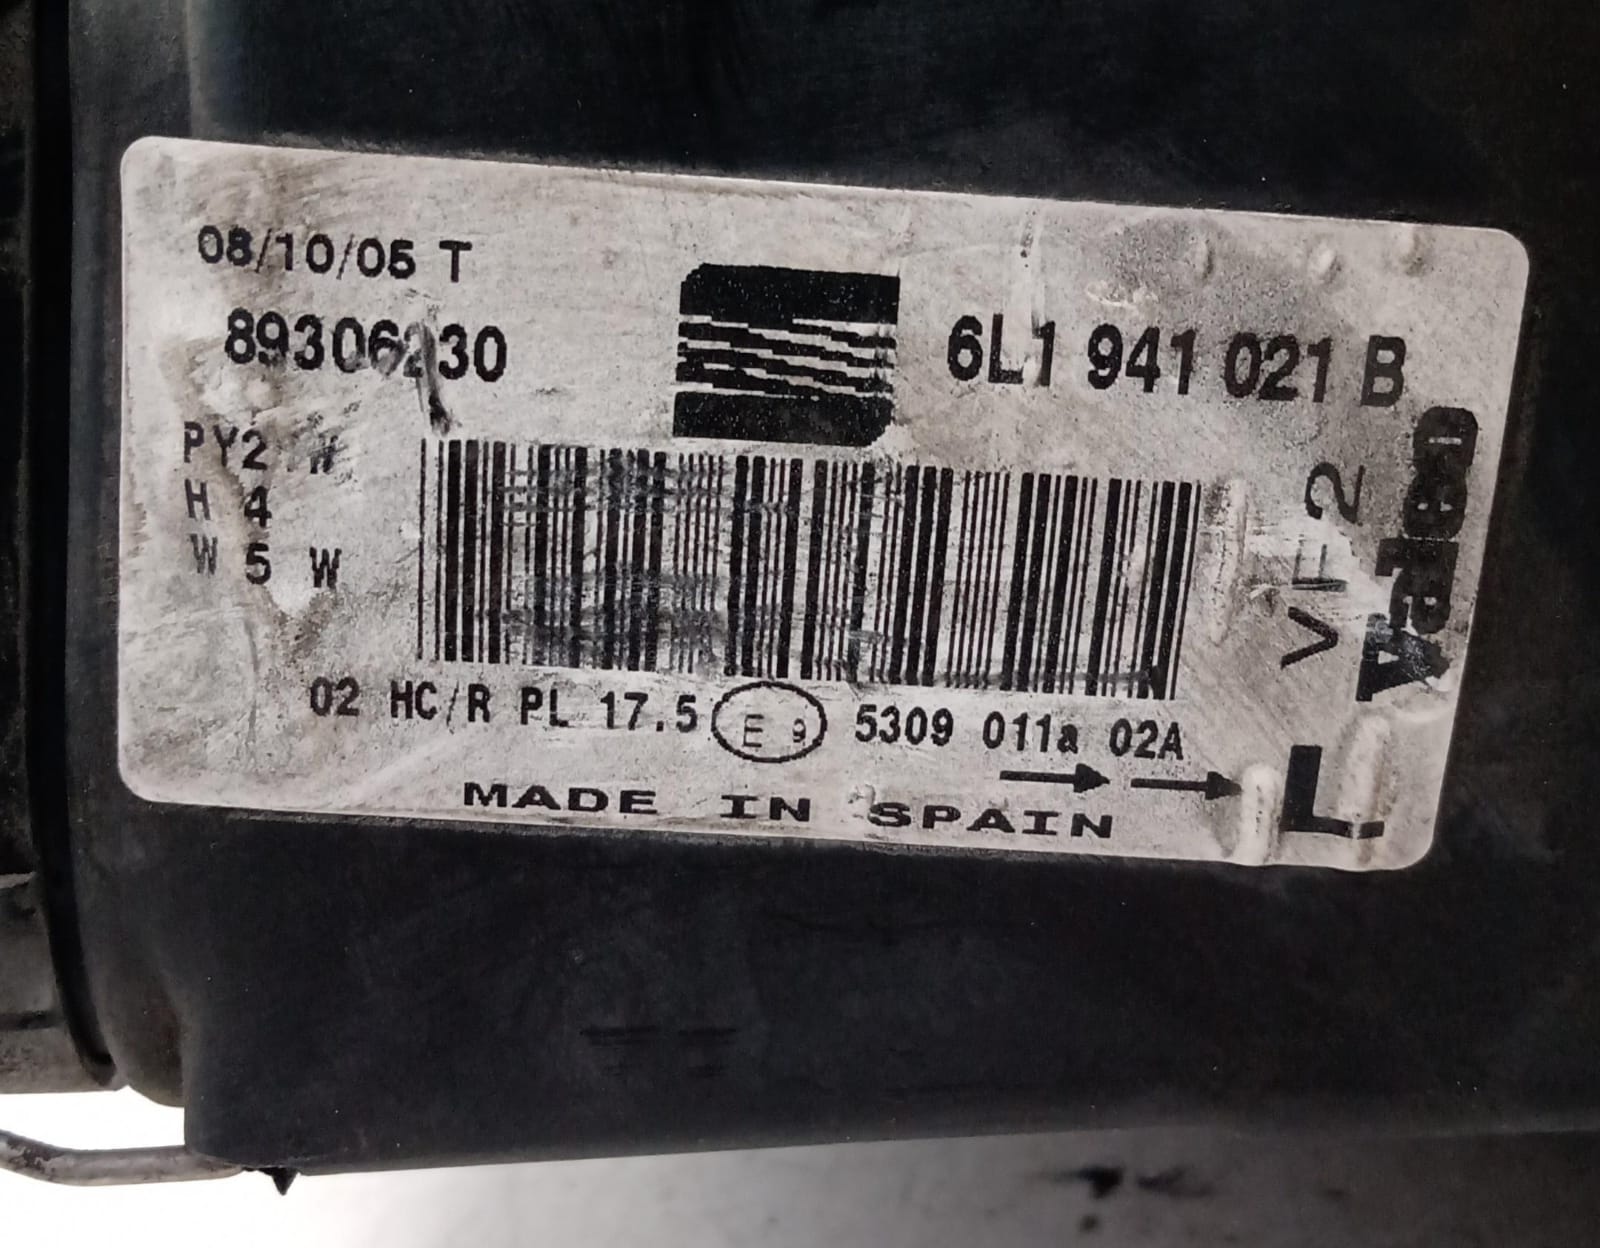 08/10/05 T
89306230
6L1 941 021 B
PY2 W
H 4
W 5 W
VF2
Valeo
02 HC/R PL 17.5 E 9 5309 011a 02A
MADE IN SPAIN
L